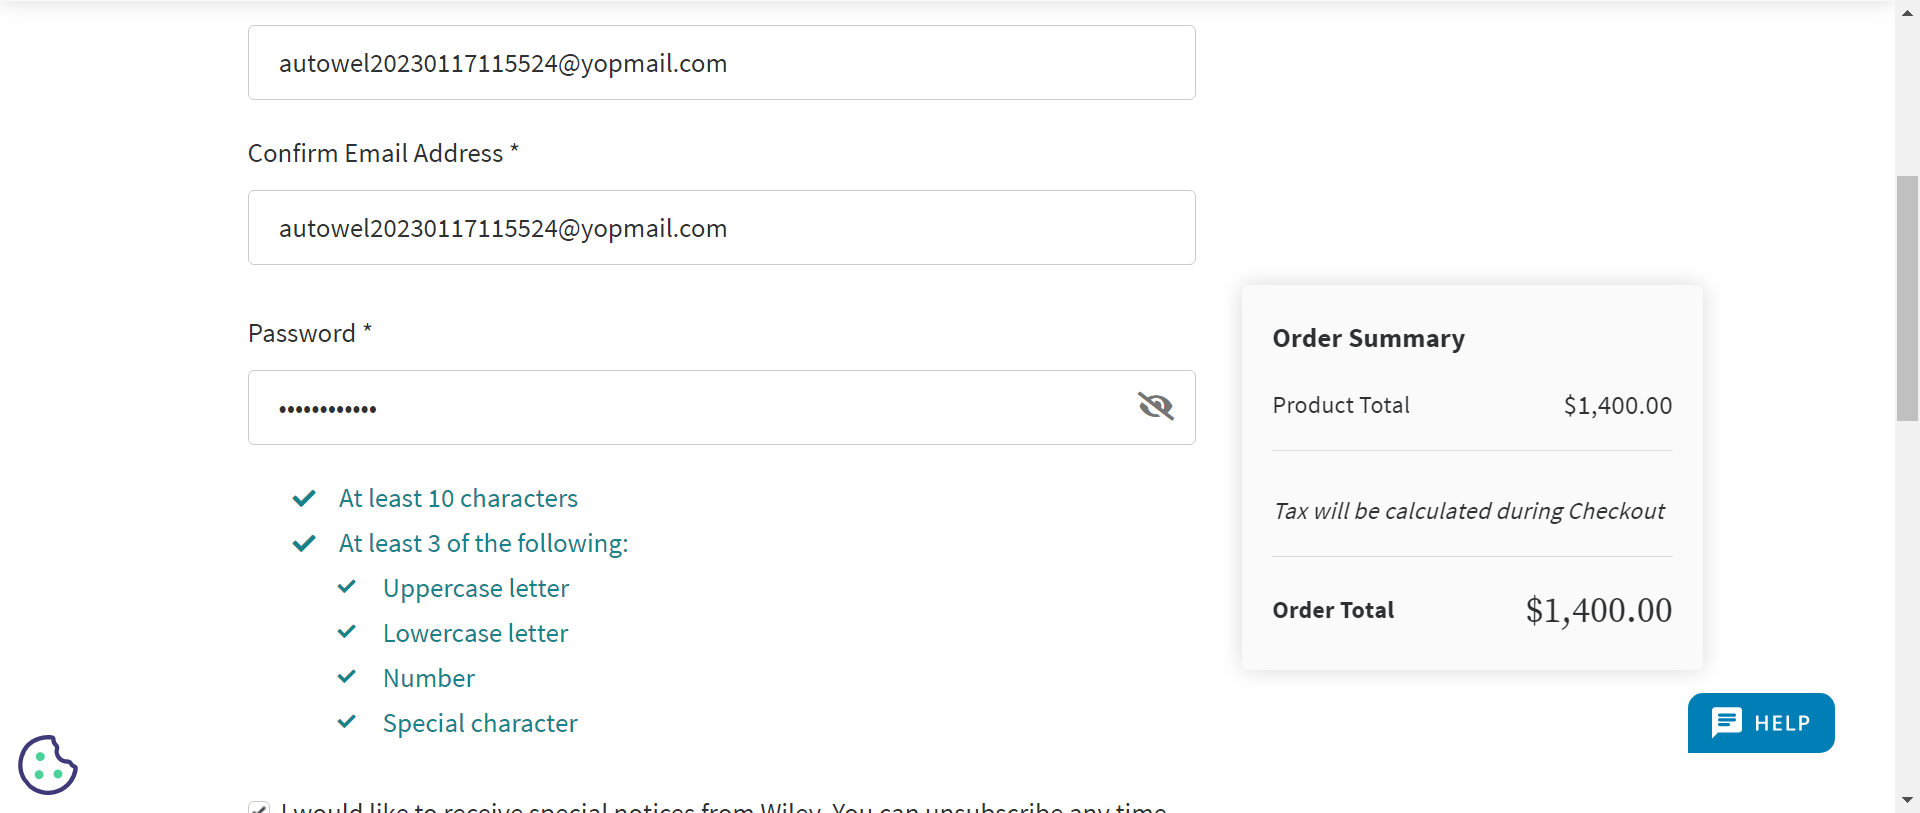 autowel20230117115524@yopmail.com
Confirm Email Address *
autowel20230117115524@yopmail.com
Password *
••••••••••••
At least 10 characters
At least 3 of the following:
Uppercase letter
Lowercase letter
Number
Special character
I would like to receive special notices from Wiley. You can unsubscribe any time
Order Summary
Product Total $1,400.00
Tax will be calculated during Checkout
Order Total $1,400.00
HELP